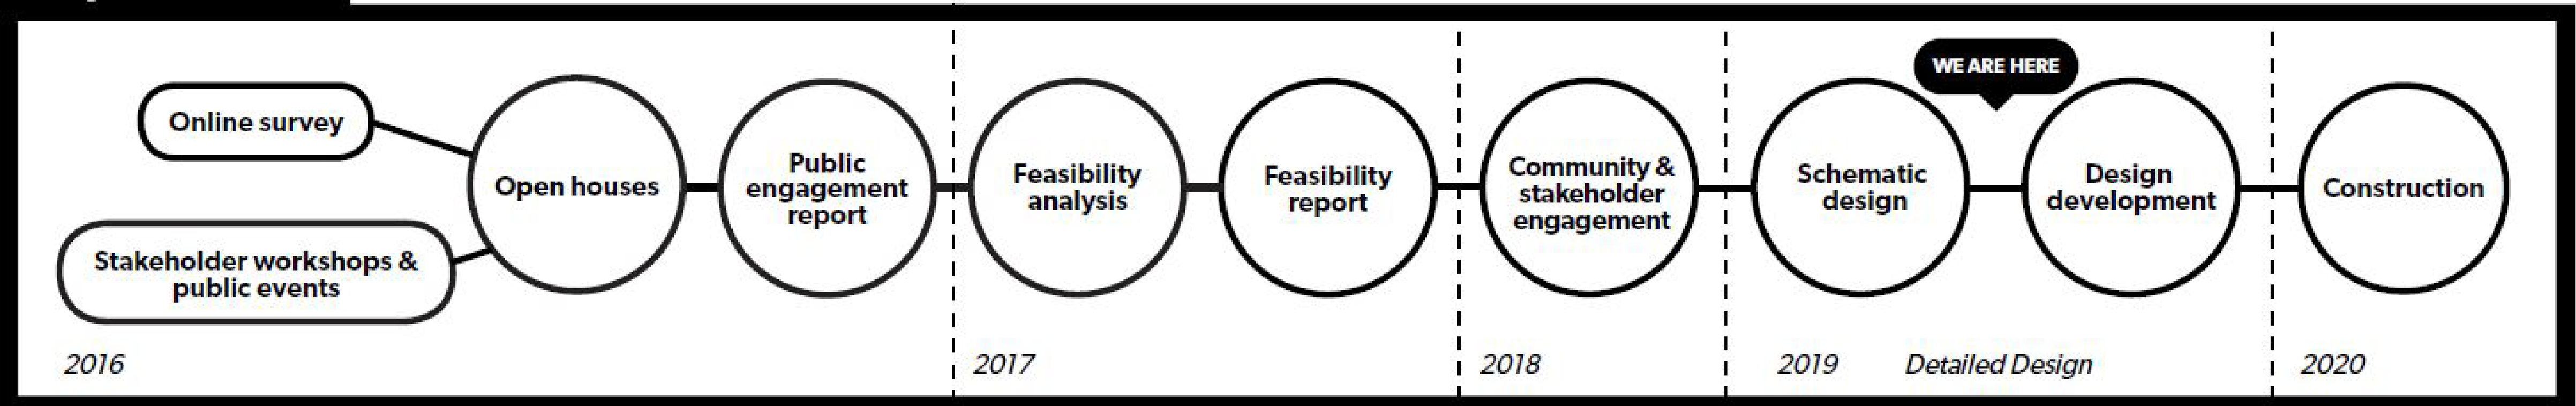 Online survey
Stakeholder workshops &
public events
Open houses
Public
engagement
report
Feasibility
analysis
Feasibility
report
Community &
stakeholder
engagement
Schematic
design
WE ARE HERE
Design
development
Construction
2016
2017
2018
2019
Detailed Design
2020